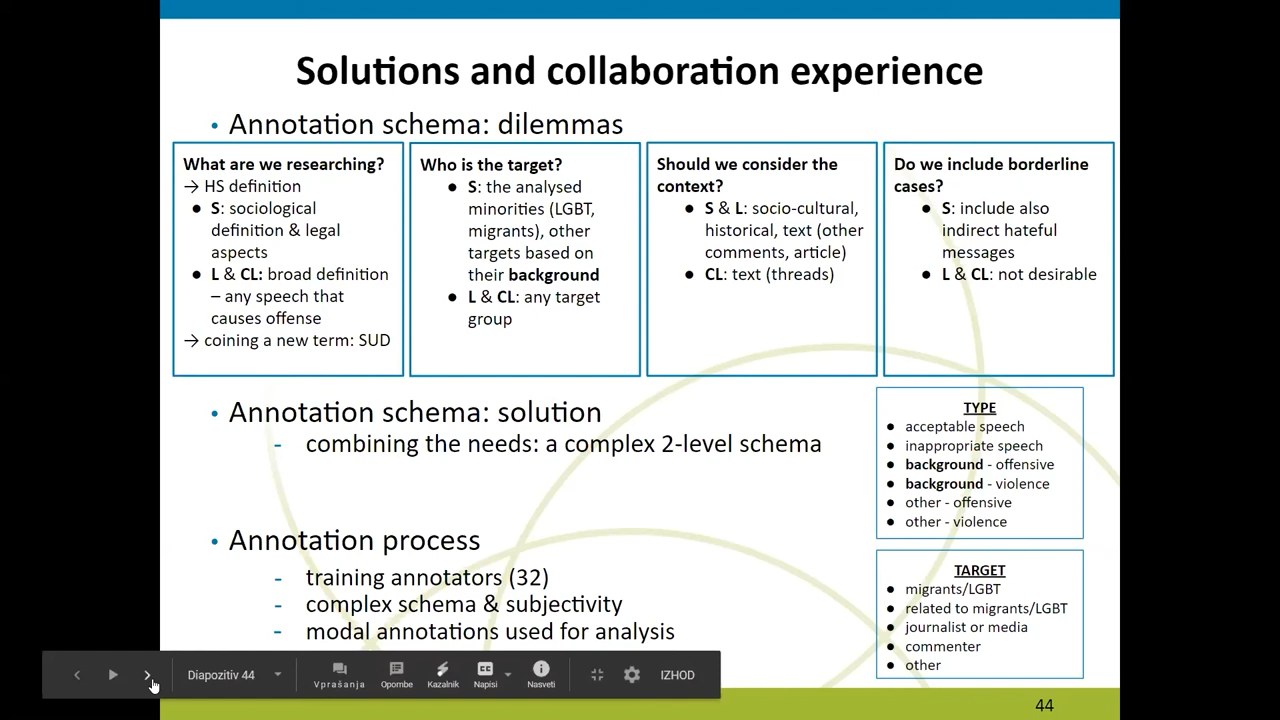 Solutions and collaboration experience
• Annotation schema: dilemmas
What are we researching?
→ HS definition
● S: sociological
definition & legal
aspects
● L & CL: broad definition
– any speech that
causes offense
→ coining a new term: SUD
Who is the target?
● S: the analysed
minorities (LGBT,
migrants), other
targets based on
their background
● L & CL: any target
group
Should we consider the
context?
● S & L: socio-cultural,
historical, text (other
comments, article)
● CL: text (threads)
Do we include borderline
cases?
● S: include also
indirect hateful
messages
● L & CL: not desirable
• Annotation schema: solution
- combining the needs: a complex 2-level schema
TYPE
● acceptable speech
● inappropriate speech
● background - offensive
● background - violence
● other - offensive
● other - violence
• Annotation process
- training annotators (32)
- complex schema & subjectivity
- modal annotations used for analysis
TARGET
● migrants/LGBT
● related to migrants/LGBT
● journalist or media
● commenter
● other
Diapozitiv 44
Vprašanja
Opombe
Kazalnik
CC
Napisi
Nasveti
IZHOD
44